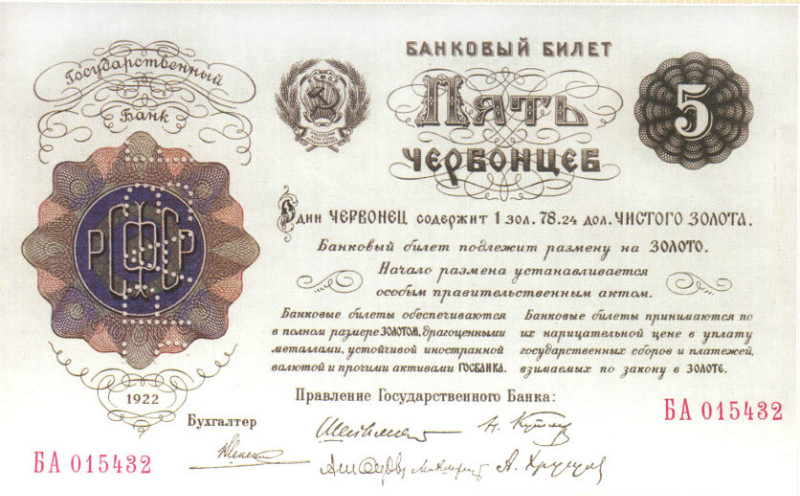 Государственный
Банк
РСФСР
1922
БА 015432
БАНКОВЫЙ БИЛЕТ
ПЯТЬ
ЧЕРВОНЦЕВ
5
Один ЧЕРВОНЕЦ содержит 1 зол. 78.24 дол. ЧИСТОГО ЗОЛОТА.
Банковый билет подлежит размену на ЗОЛОТО.
Начало размена устанавливается
особым правительственным актом.
Банковые билеты обеспечиваются
в полном размере ЗОЛОТОМ, драгоценными
металлами, устойчивой иностранной
валютой и прочими активами ГОСБАНКА.
Банковые билеты принимаются по
их нарицательной цене в уплату
государственных сборов и платежей,
взимаемых по закону в ЗОЛОТЕ.
Правление Государственного Банка:
Бухгалтер
БА 015432